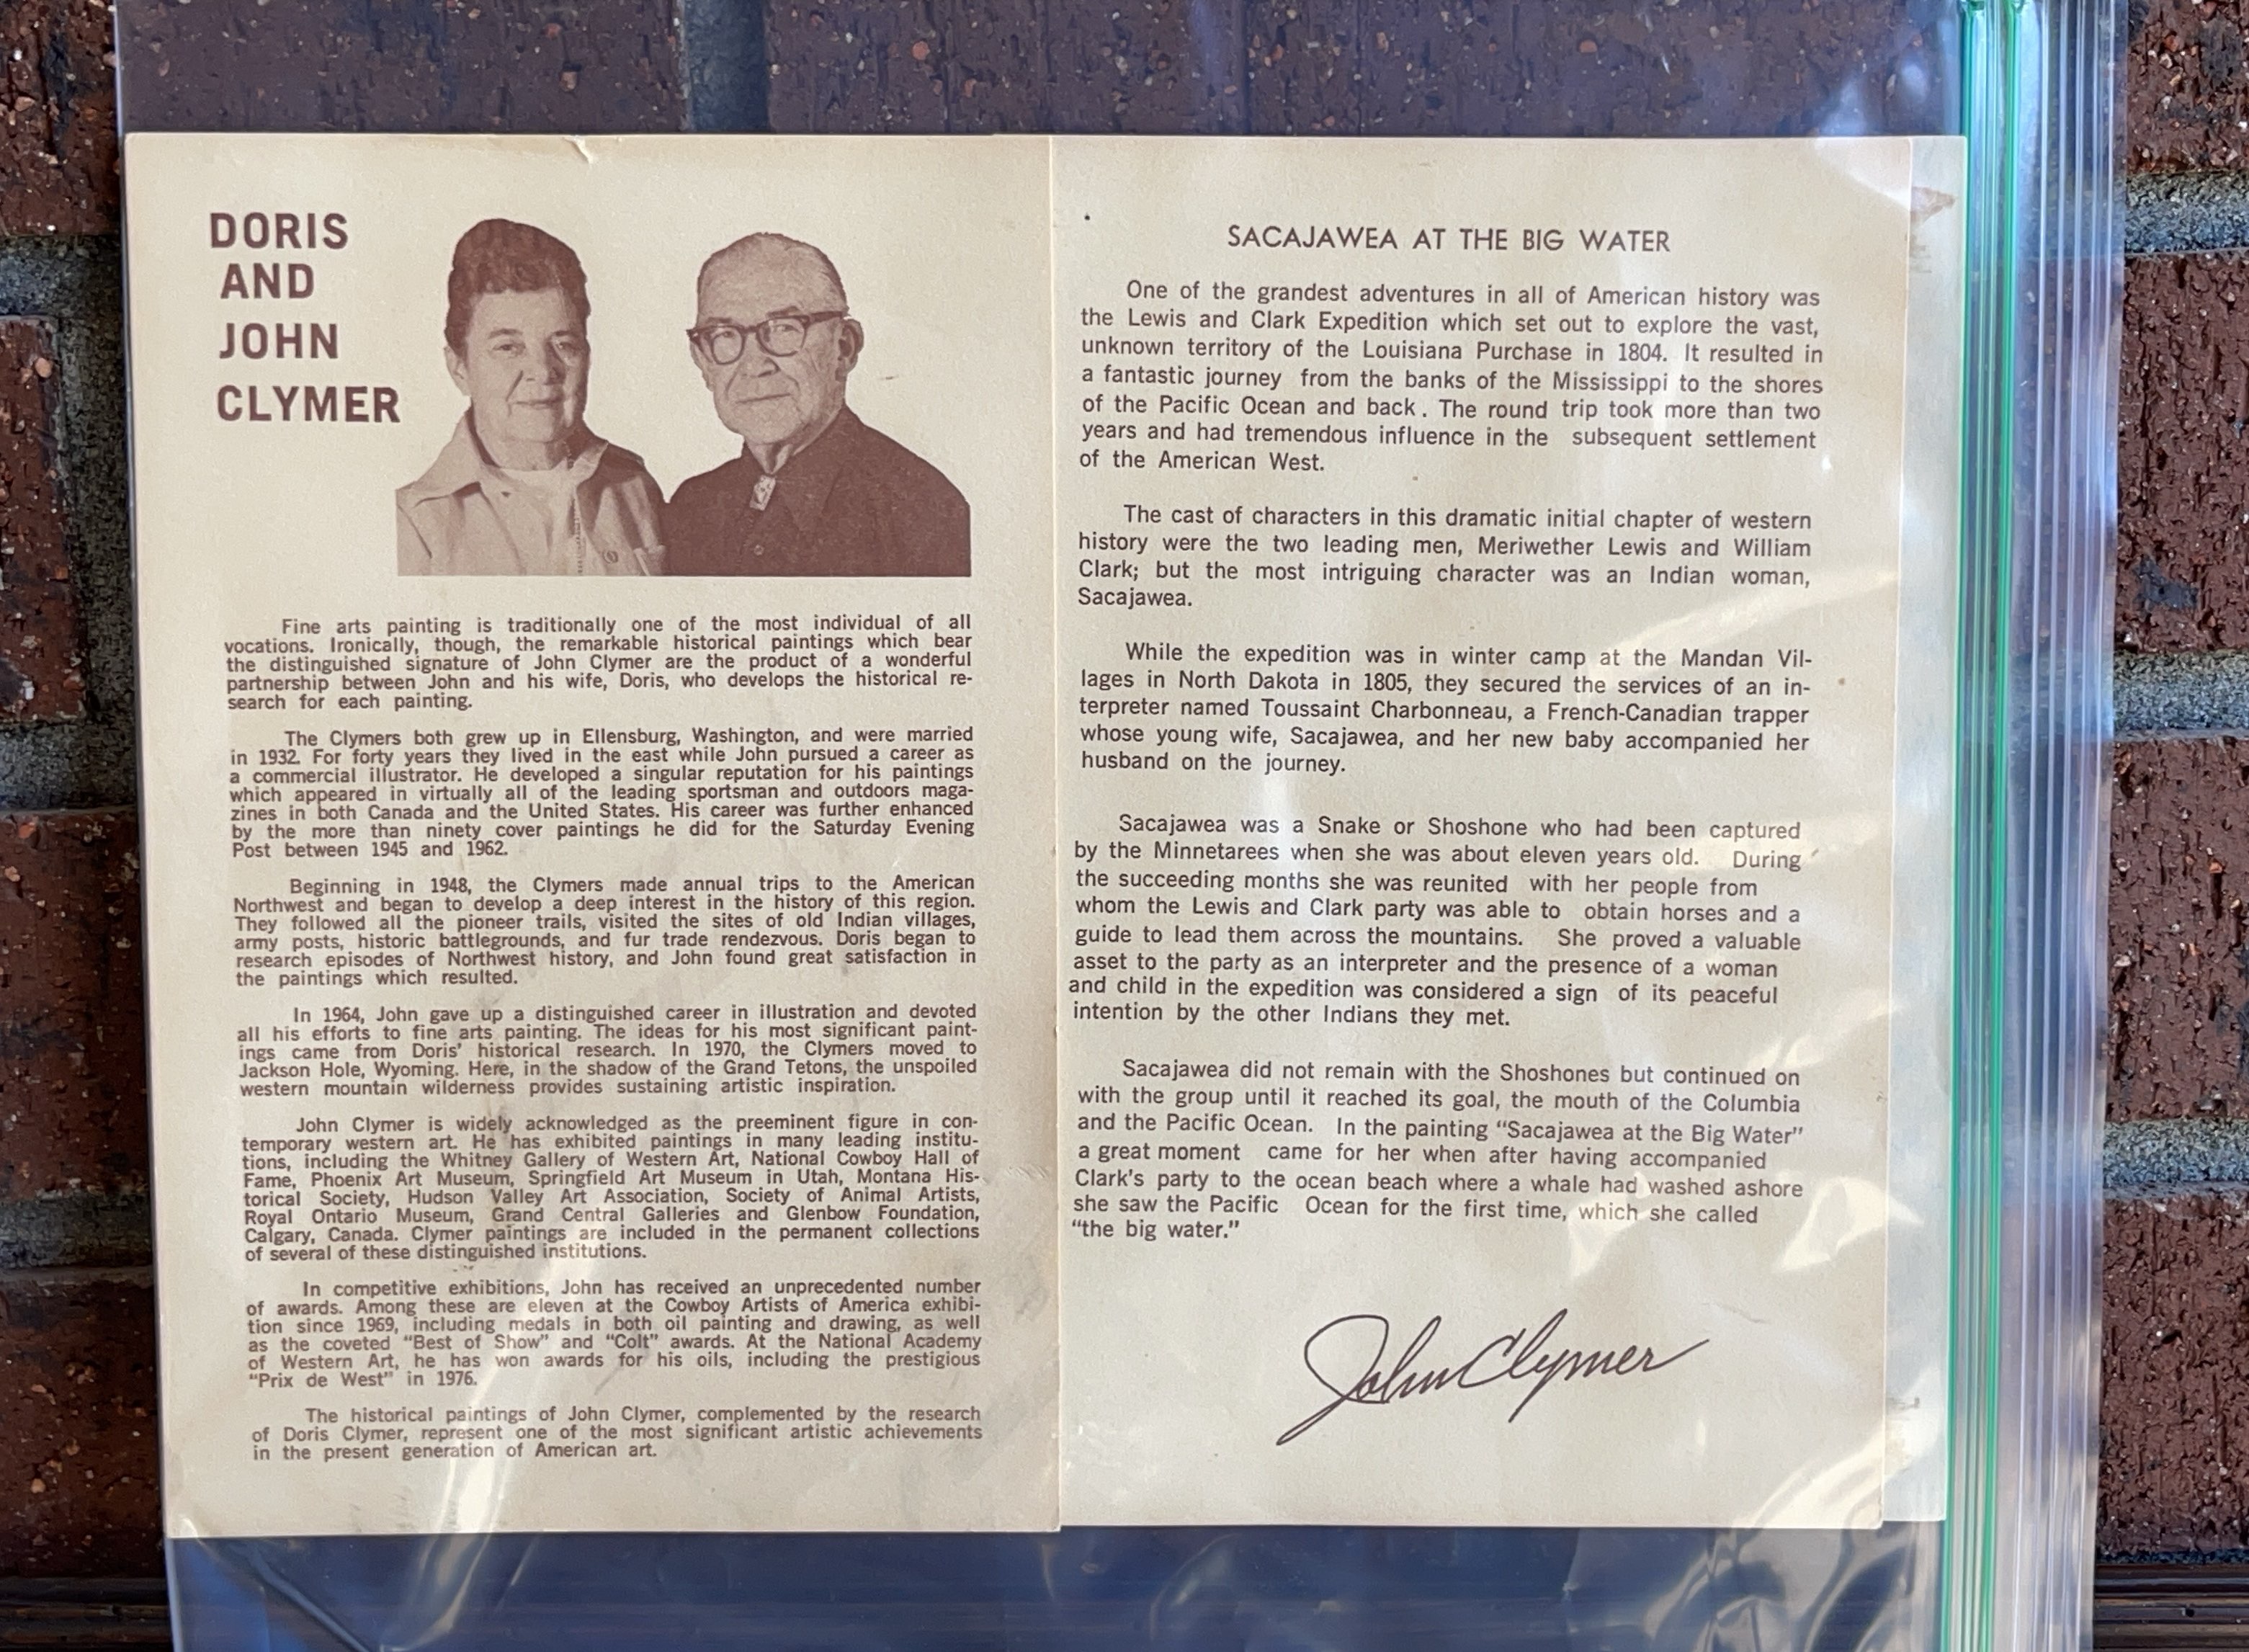 DORIS
AND
JOHN
CLYMER
Fine arts painting is traditionally one of the most individual of all
vocations. Ironically, though, the remarkable historical paintings which bear
the distinguished signature of John Clymer are the product of a wonderful
partnership between John and his wife, Doris, who develops the historical re-
search for each painting.
The Clymers both grew up in Ellensburg, Washington, and were married
in 1932. For forty years they lived in the east while John pursued a career as
a commercial illustrator. He developed a singular reputation for his paintings
which appeared in virtually all of the leading sportsman and outdoors maga-
zines in both Canada and the United States. His career was further enhanced
by the more than ninety cover paintings he did for the Saturday Evening
Post between 1945 and 1962.
Beginning in 1948, the Clymers made annual trips to the American
Northwest and began to develop a deep interest in the history of this region.
They followed all the pioneer trails, visited the sites of old Indian villages,
army posts, historic battlegrounds, and fur trade rendezvous. Doris began to
research episodes of Northwest history, and John found great satisfaction in
the paintings which resulted.
In 1964, John gave up a distinguished career in illustration and devoted
all his efforts to fine arts painting. The ideas for his most significant paint-
ings came from Doris' historical research. In 1970, the Clymers moved to
Jackson Hole, Wyoming. Here, in the shadow of the Grand Tetons, the unspoiled
western mountain wilderness provides sustaining artistic inspiration.
John Clymer is widely acknowledged as the preeminent figure in con-
temporary western art. He has exhibited paintings in many leading institu-
tions, including the Whitney Gallery of Western Art, National Cowboy Hall of
Fame, Phoenix Art Museum, Springfield Art Museum in Utah, Montana His-
torical Society, Hudson Valley Art Association, Society of Animal Artists,
Royal Ontario Museum, Grand Central Galleries and Glenbow Foundation,
Calgary, Canada. Clymer paintings are included in the permanent collections
of several of these distinguished institutions.
In competitive exhibitions, John has received an unprecedented number
of awards. Among these are eleven at the Cowboy Artists of America exhibi-
tion since 1969, including medals in both oil painting and drawing, as well
as the coveted "Best of Show" and "Colt" awards. At the National Academy
of Western Art, he has won awards for his oils, including the prestigious
"Prix de West" in 1976.
The historical paintings of John Clymer, complemented by the research
of Doris Clymer, represent one of the most significant artistic achievements
in the present generation of American art.
SACAJAWEA AT THE BIG WATER
One of the grandest adventures in all of American history was
the Lewis and Clark Expedition which set out to explore the vast,
unknown territory of the Louisiana Purchase in 1804. It resulted in
a fantastic journey from the banks of the Mississippi to the shores
of the Pacific Ocean and back. The round trip took more than two
years and had tremendous influence in the subsequent settlement
of the American West.
The cast of characters in this dramatic initial chapter of western
history were the two leading men, Meriwether Lewis and William
Clark; but the most intriguing character was an Indian woman,
Sacajawea.
While the expedition was in winter camp at the Mandan Vil-
lages in North Dakota in 1805, they secured the services of an in-
terpreter named Toussaint Charbonneau, a French-Canadian trapper
whose young wife, Sacajawea, and her new baby accompanied her
husband on the journey.
Sacajawea was a Snake or Shoshone who had been captured
by the Minnetarees when she was about eleven years old. During
the succeeding months she was reunited with her people from
whom the Lewis and Clark party was able to obtain horses and a
guide to lead them across the mountains. She proved a valuable
asset to the party as an interpreter and the presence of a woman
and child in the expedition was considered a sign of its peaceful
intention by the other Indians they met.
Sacajawea did not remain with the Shoshones but continued on
with the group until it reached its goal, the mouth of the Columbia
and the Pacific Ocean. In the painting "Sacajawea at the Big Water"
a great moment came for her when after having accompanied
Clark's party to the ocean beach where a whale had washed ashore
she saw the Pacific Ocean for the first time, which she called
"the big water."
John Clymer